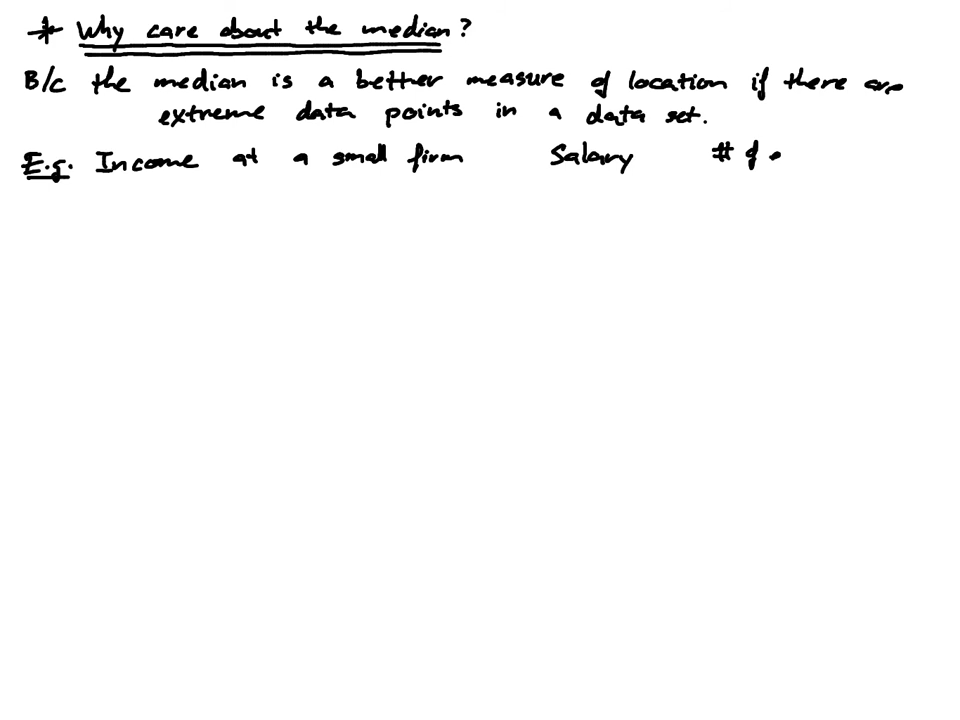 * Why care about the median?
B/c the median is a better measure of location if there are
extreme data points in a data set.
E.g. Income at a small firm Salary # of